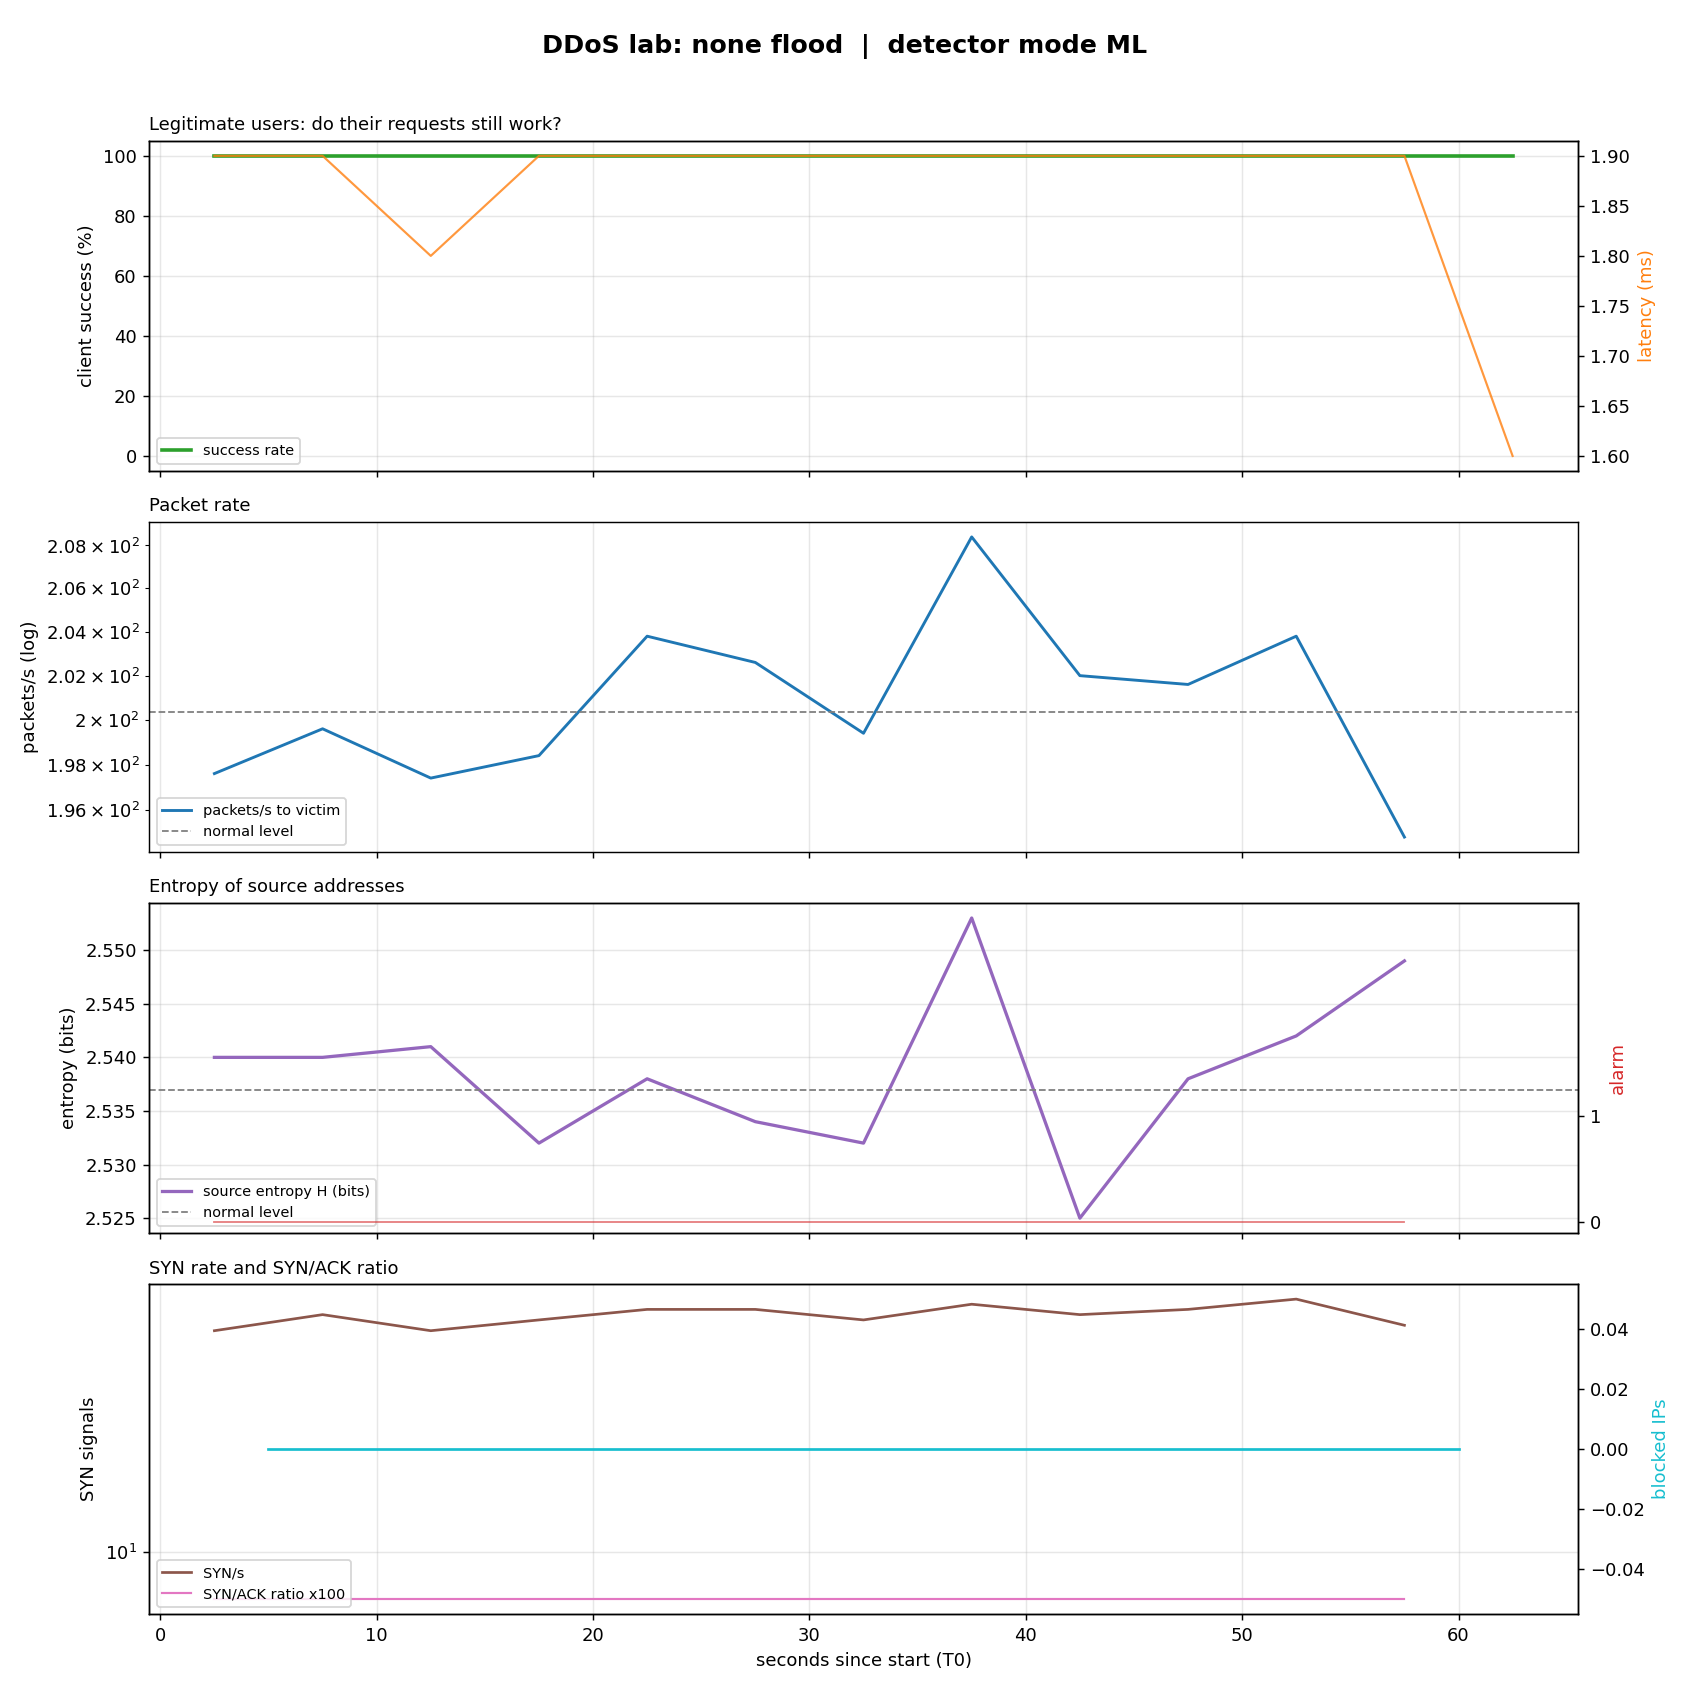 DDoS lab: none flood | detector mode ML
Legitimate users: do their requests still work?
client success (%)
100
80
60
40
20
0
1.90
1.85
1.80
1.75
1.70
1.65
1.60
latency (ms)
success rate
Packet rate
packets/s (log)
2.08 × 10²
2.06 × 10²
2.04 × 10²
2.02 × 10²
2 × 10²
1.98 × 10²
1.96 × 10²
packets/s to victim
normal level
Entropy of source addresses
entropy (bits)
2.550
2.545
2.540
2.535
2.530
2.525
alarm
1
0
source entropy H (bits)
normal level
SYN rate and SYN/ACK ratio
SYN signals
10¹
0.04
0.02
0.00
−0.02
−0.04
blocked IPs
SYN/s
SYN/ACK ratio x100
0 10 20 30 40 50 60
seconds since start (T0)